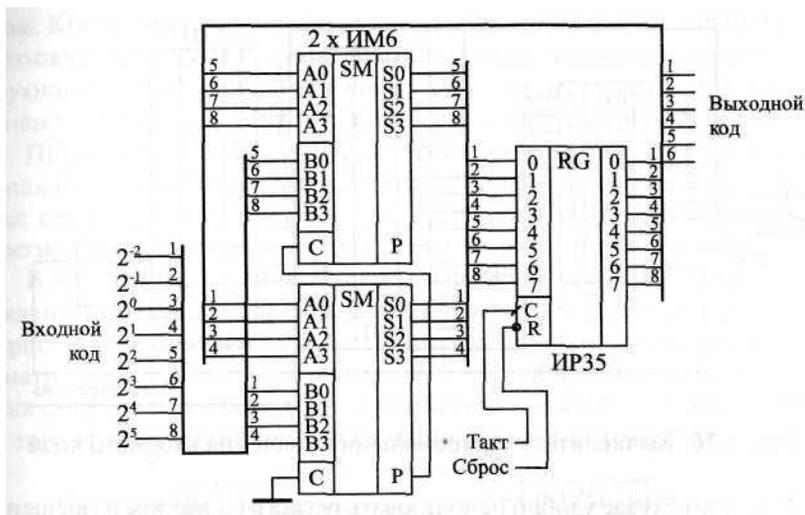 2 x ИМ6
5 A0 SM S0 5
6 A1 S1 6
7 A2 S2 7
8 A3 S3 8
5 B0
6 B1
7 B2
8 B3
C P
1 0 RG 0 1
2 1 1 2
3 2 2 3
4 3 3 4
5 4 4 5
6 5 5 6
7 6 6 7
8 7 7 8
C
R
ИР35
1
2
3
4
5
6
Выходной
код
Входной
код
2⁻² 1
2⁻¹ 2
2⁰ 3
2¹ 4
2² 5
2³ 6
2⁴ 7
2⁵ 8
1 A0 SM S0 1
2 A1 S1 2
3 A2 S2 3
4 A3 S3 4
1 B0
2 B1
3 B2
4 B3
C P
Такт
Сброс